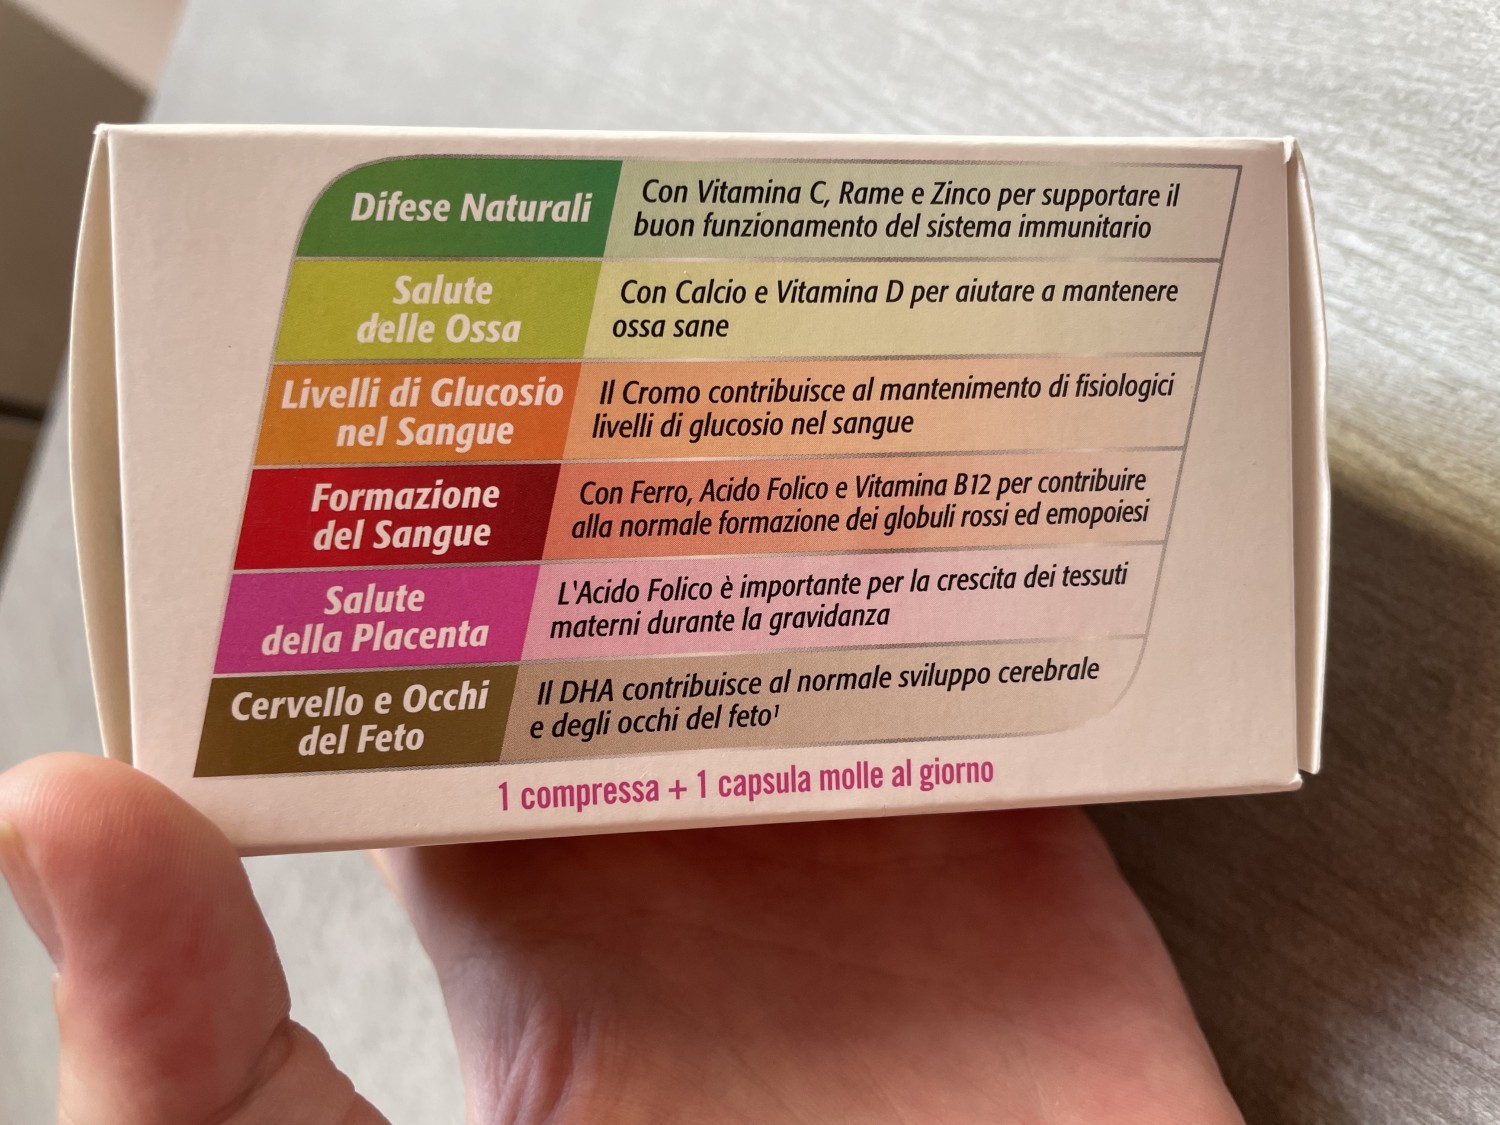 Difese Naturali
Con Vitamina C, Rame e Zinco per supportare il
buon funzionamento del sistema immunitario
Salute
delle Ossa
Con Calcio e Vitamina D per aiutare a mantenere
ossa sane
Livelli di Glucosio
nel Sangue
Il Cromo contribuisce al mantenimento di fisiologici
livelli di glucosio nel sangue
Formazione
del Sangue
Con Ferro, Acido Folico e Vitamina B12 per contribuire
alla normale formazione dei globuli rossi ed emopoiesi
Salute
della Placenta
L'Acido Folico è importante per la crescita dei tessuti
materni durante la gravidanza
Cervello e Occhi
del Feto
Il DHA contribuisce al normale sviluppo cerebrale
e degli occhi del feto¹
1 compressa + 1 capsula molle al giorno